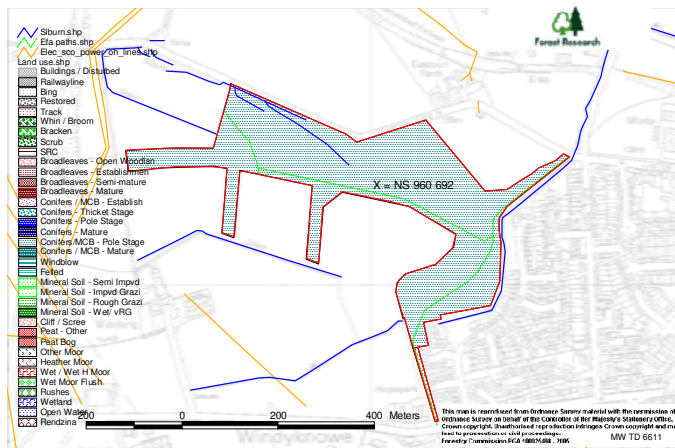 Slburn.shp
Efa paths.shp
Elec_sco_power_oh_lines.shp
Land use.shp
Buildings / Disturbed
Railwayline
Bing
Restored
Track
Whin / Broom
Bracken
Scrub
SRC
Broadleaves - Open Woodlan
Broadleaves - Establishmen
Broadleaves - Semi-mature
Broadleaves - Mature
Conifers / MCB - Establish
Conifers - Thicket Stage
Conifers - Pole Stage
Conifers - Mature
Conifers/MCB - Pole Stage
Conifers / MCB - Mature
Windblow
Felled
Mineral Soil - Semi Impvd
Mineral Soil - Impvd Grazi
Mineral Soil - Rough Grazi
Mineral Soil - Wet/ vRG
Cliff / Scree
Peat - Other
Peat Bog
Other Moor
Heather Moor
Wet / Wet H Moor
Wet Moor Flush
Rushes
Wetland
Open Water
Rendzina
Forest Research
X = NS 960 692
200 0 200 400 Meters
This map is reproduced from Ordnance Survey material with the permission of
Ordnance Survey on behalf of the Controller of Her Majesty's Stationery Office,
Crown copyright. Unauthorised reproduction infringes Crown copyright and ma
lead to prosecution or civil proceedings.
Forestry Commission PGA 100025498 - 2005
MW TD 6611